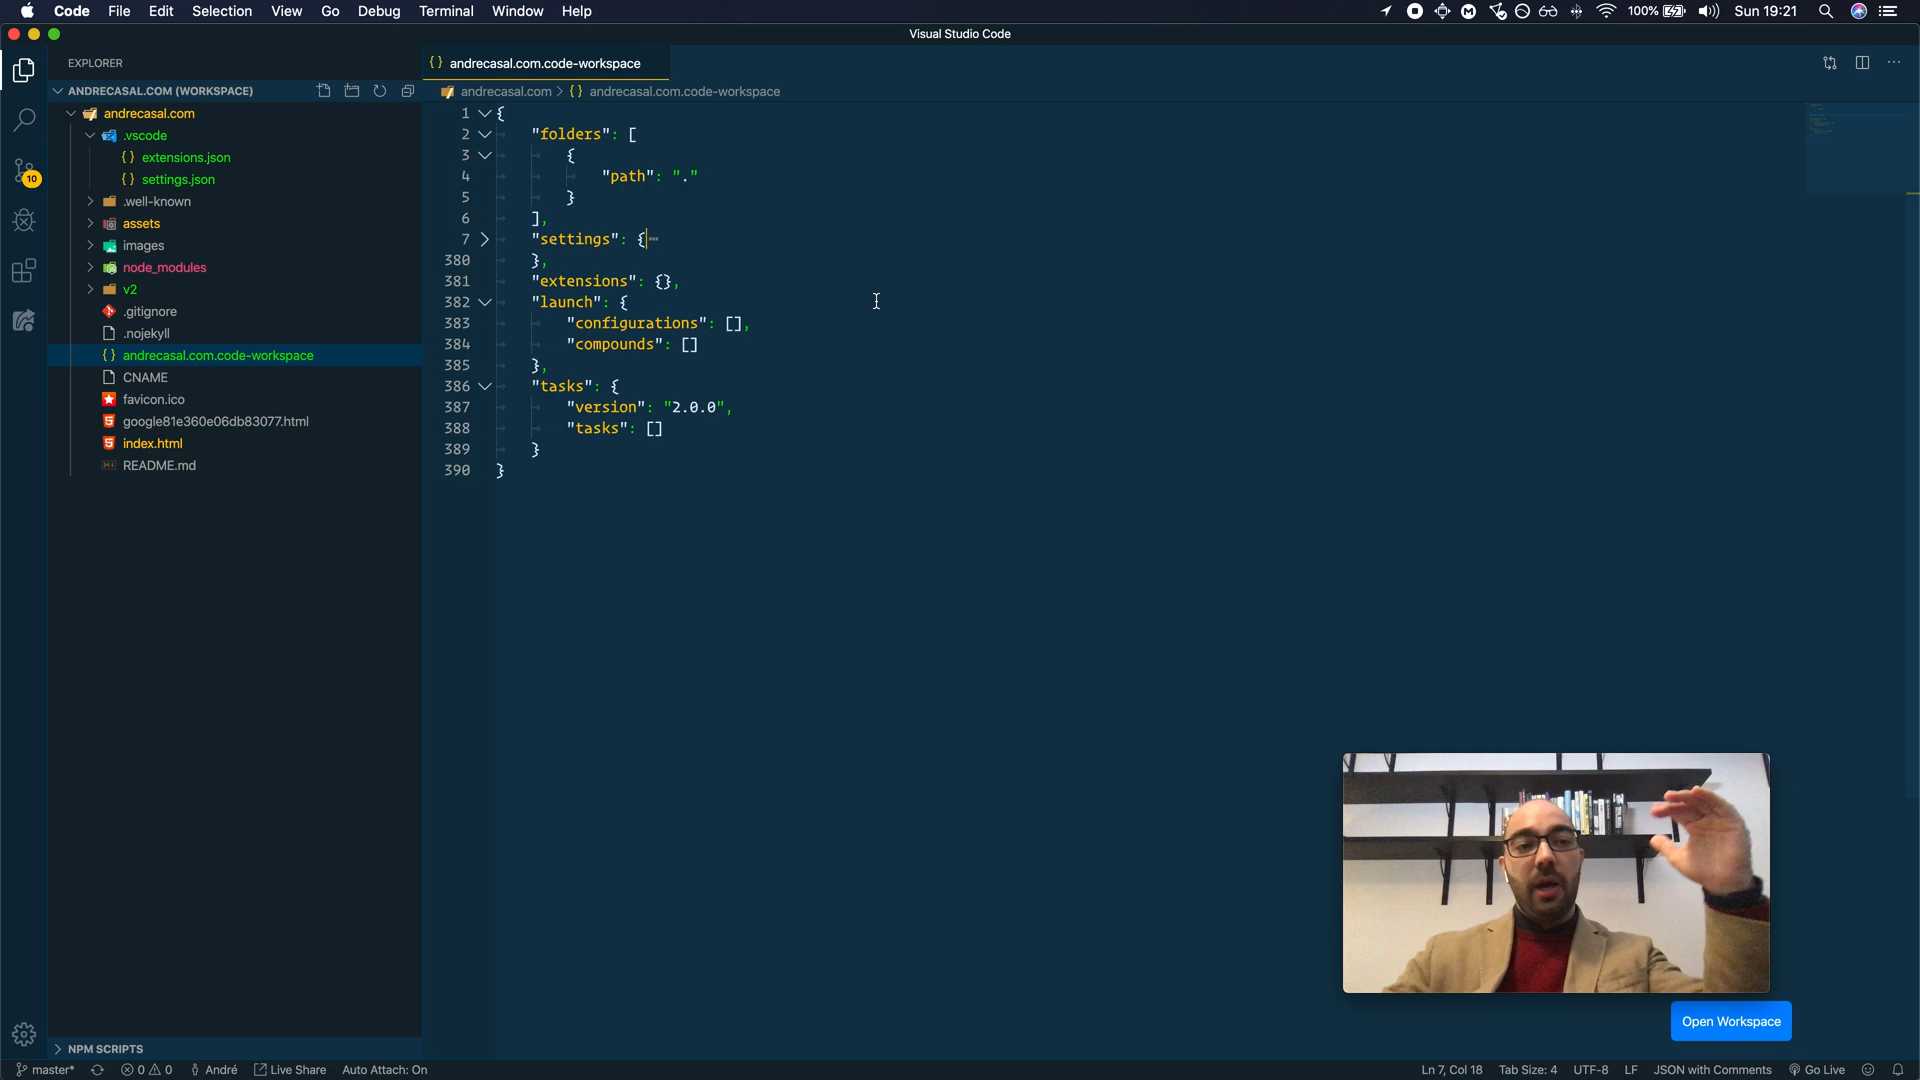 Code File Edit Selection View Go Debug Terminal Window Help
100% Sun 19:21
Visual Studio Code
EXPLORER
ANDRECASAL.COM (WORKSPACE)
andrecasal.com
.vscode
{} extensions.json
{} settings.json
.well-known
assets
images
node_modules
v2
.gitignore
.nojekyll
{} andrecasal.com.code-workspace
CNAME
favicon.ico
google81e360e06db83077.html
index.html
README.md
NPM SCRIPTS
10
{} andrecasal.com.code-workspace
andrecasal.com > {} andrecasal.com.code-workspace
1 {
2 "folders": [
3 {
4 "path": "."
5 }
6 ],
7 "settings": {
380 },
381 "extensions": {},
382 "launch": {
383 "configurations": [],
384 "compounds": []
385 },
386 "tasks": {
387 "version": "2.0.0",
388 "tasks": []
389 }
390 }
Open Workspace
master* 0 0 André Live Share Auto Attach: On
Ln 7, Col 18 Tab Size: 4 UTF-8 LF JSON with Comments Go Live